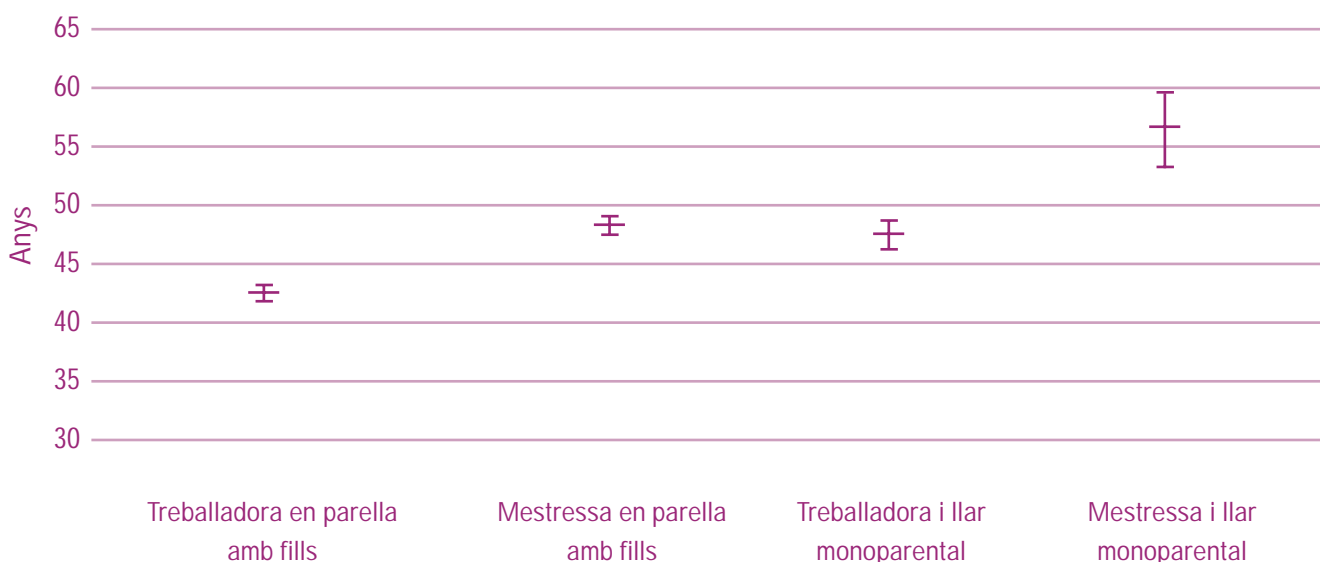 65
60
55
50
45
40
35
30
Anys
Treballadora en parella
amb fills
Mestressa en parella
amb fills
Treballadora i llar
monoparental
Mestressa i llar
monoparental